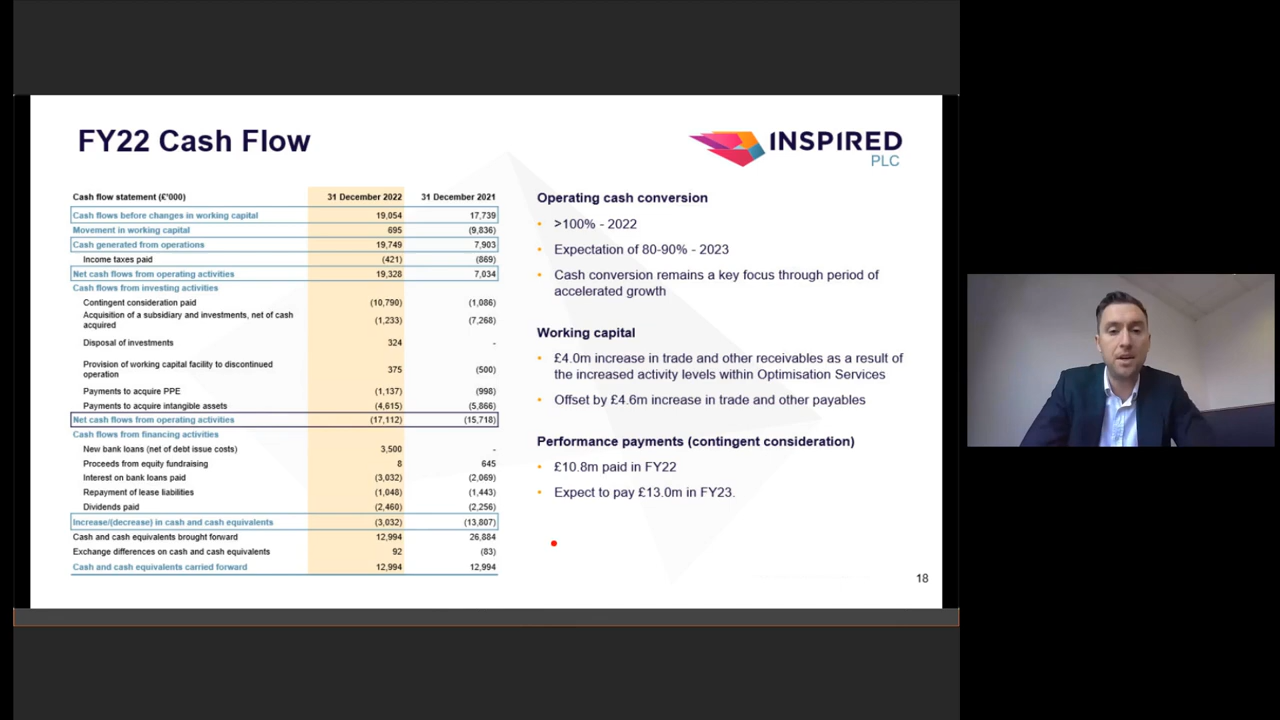 FY22 Cash Flow
INSPIRED
PLC
Cash flow statement (£'000) 31 December 2022 31 December 2021
Cash flows before changes in working capital 19,054 17,739
Movement in working capital 695 (9,836)
Cash generated from operations 19,749 7,903
Income taxes paid (421) (869)
Net cash flows from operating activities 19,328 7,034
Cash flows from investing activities
Contingent consideration paid (10,790) (1,086)
Acquisition of a subsidiary and investments, net of cash
acquired (1,233) (7,268)
Disposal of investments 324 -
Provision of working capital facility to discontinued
operation 375 (500)
Payments to acquire PPE (1,137) (998)
Payments to acquire intangible assets (4,615) (5,866)
Net cash flows from operating activities (17,112) (15,718)
Cash flows from financing activities
New bank loans (net of debt issue costs) 3,500 -
Proceeds from equity fundraising 8 645
Interest on bank loans paid (3,032) (2,069)
Repayment of lease liabilities (1,048) (1,443)
Dividends paid (2,460) (2,256)
Increase/(decrease) in cash and cash equivalents (3,032) (13,807)
Cash and cash equivalents brought forward 12,994 26,884
Exchange differences on cash and cash equivalents 92 (83)
Cash and cash equivalents carried forward 12,994 12,994
Operating cash conversion
• >100% - 2022
• Expectation of 80-90% - 2023
• Cash conversion remains a key focus through period of
accelerated growth
Working capital
• £4.0m increase in trade and other receivables as a result of
the increased activity levels within Optimisation Services
• Offset by £4.6m increase in trade and other payables
Performance payments (contingent consideration)
• £10.8m paid in FY22
• Expect to pay £13.0m in FY23.
18